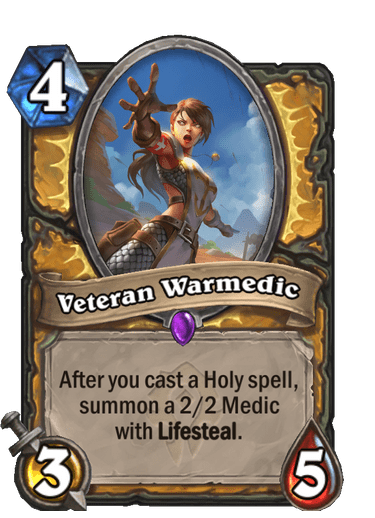 4
Veteran Warmedic
After you cast a Holy spell,
summon a 2/2 Medic
with Lifesteal.
3
5